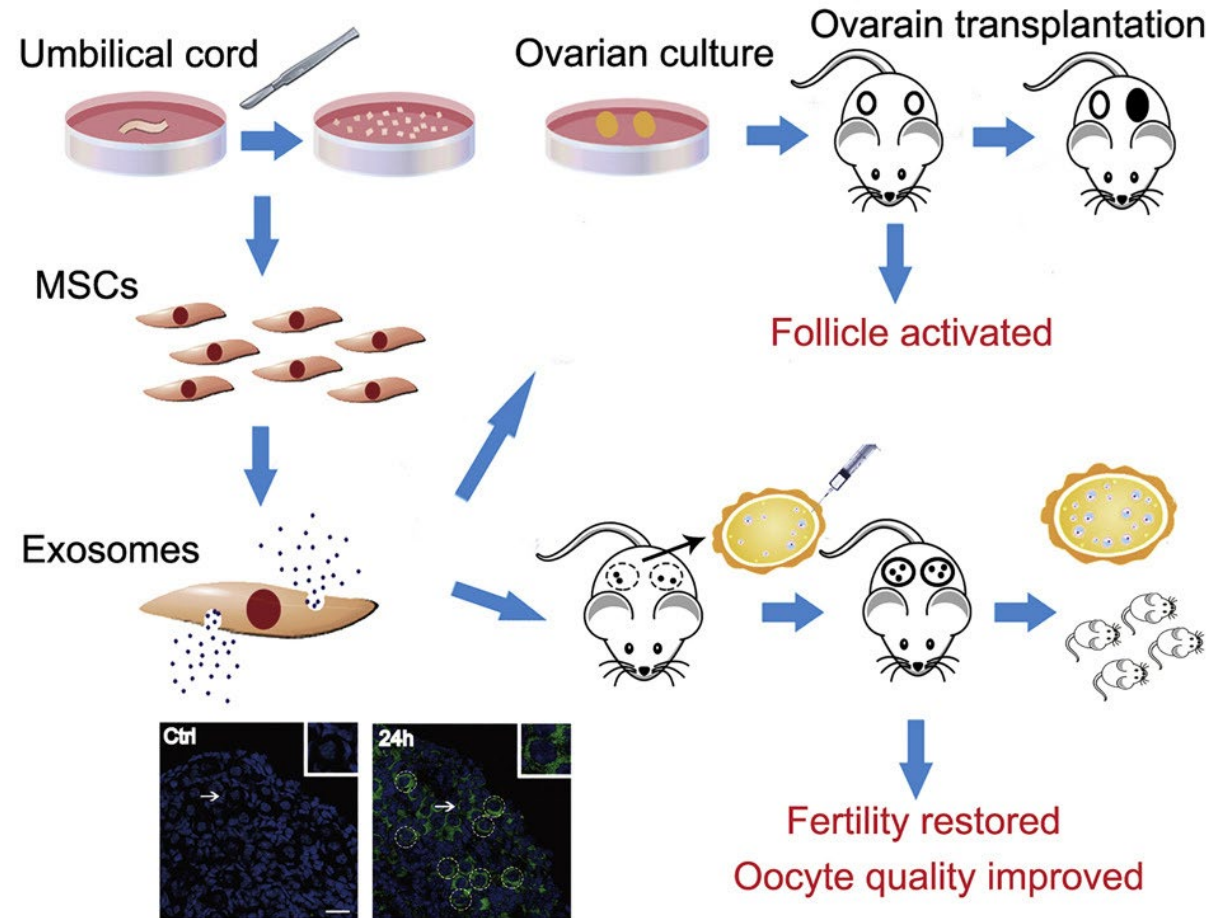 Umbilical cord
Ovarian culture
Ovarain transplantation
MSCs
Follicle activated
Exosomes
Ctrl
24h
Fertility restored
Oocyte quality improved